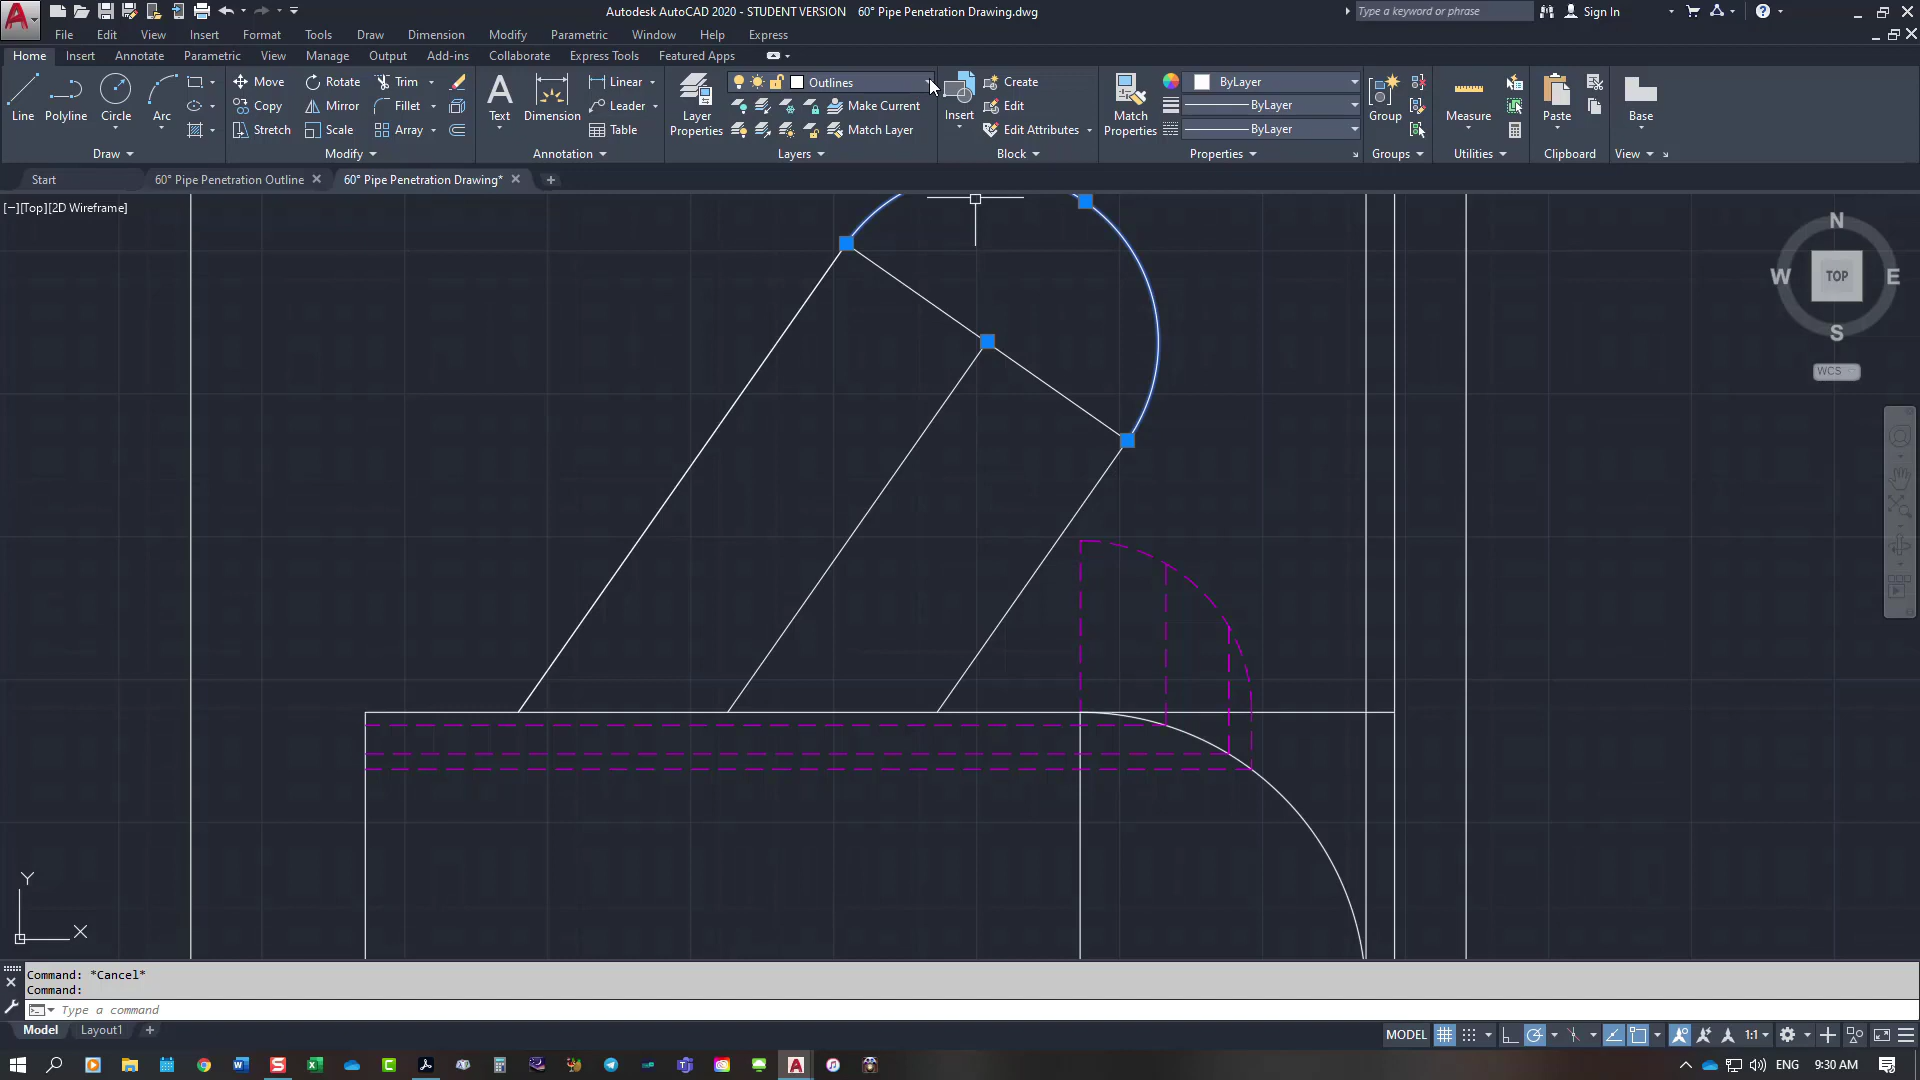 Autodesk AutoCAD 2020 - STUDENT VERSION 60° Pipe Penetration Drawing.dwg
Type a keyword or phrase
Sign In
File Edit View Insert Format Tools Draw Dimension Modify Parametric Window Help Express
Home Insert Annotate Parametric View Manage Output Add-ins Collaborate Express Tools Featured Apps
Line Polyline Circle Arc
Move Rotate Trim
Copy Mirror Fillet
Stretch Scale Array
Text Dimension
Linear
Leader
Table
Layer Properties
Outlines
Make Current
Match Layer
Insert
Create
Edit
Edit Attributes
Match Properties
ByLayer
ByLayer
ByLayer
Group
Measure
Paste
Base
Draw Modify Annotation Layers Block Properties Groups Utilities Clipboard View
Start 60° Pipe Penetration Outline 60° Pipe Penetration Drawing*
[−][Top][2D Wireframe]
N
W TOP E
S
WCS
Y
X
Command: *Cancel*
Command:
Type a command
Model Layout1
MODEL 1:1
ENG 9:30 AM